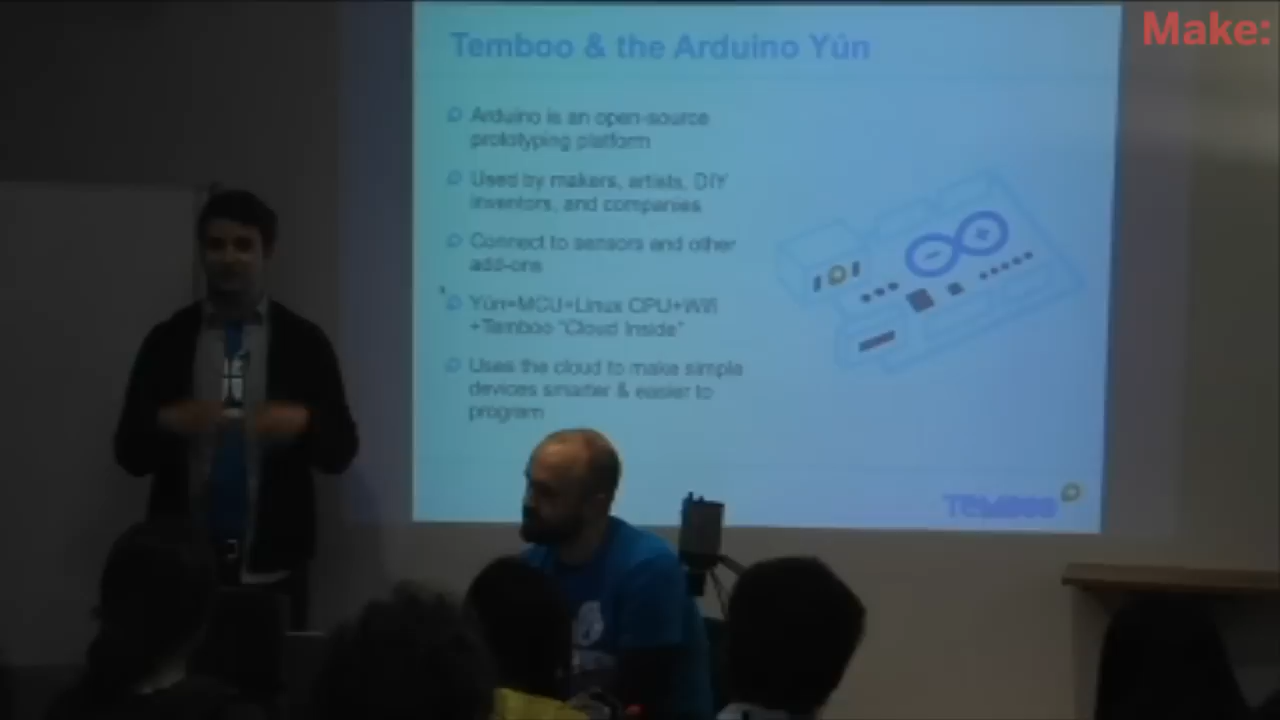 Make:
Temboo & the Arduino Yún
Arduino is an open-source
prototyping platform
Used by makers, artists, DIY
inventors, and companies
Connect to sensors and other
add-ons
Yún=MCU+Linux CPU+Wifi
+Temboo "Cloud Inside"
Uses the cloud to make simple
devices smarter & easier to
program
TEMBOO